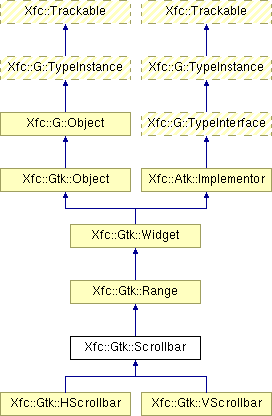 Xfc::Trackable Xfc::Trackable
Xfc::G::TypeInstance Xfc::G::TypeInstance
Xfc::G::Object Xfc::G::TypeInterface
Xfc::Gtk::Object Xfc::Atk::Implementor
Xfc::Gtk::Widget
Xfc::Gtk::Range
Xfc::Gtk::Scrollbar
Xfc::Gtk::HScrollbar Xfc::Gtk::VScrollbar